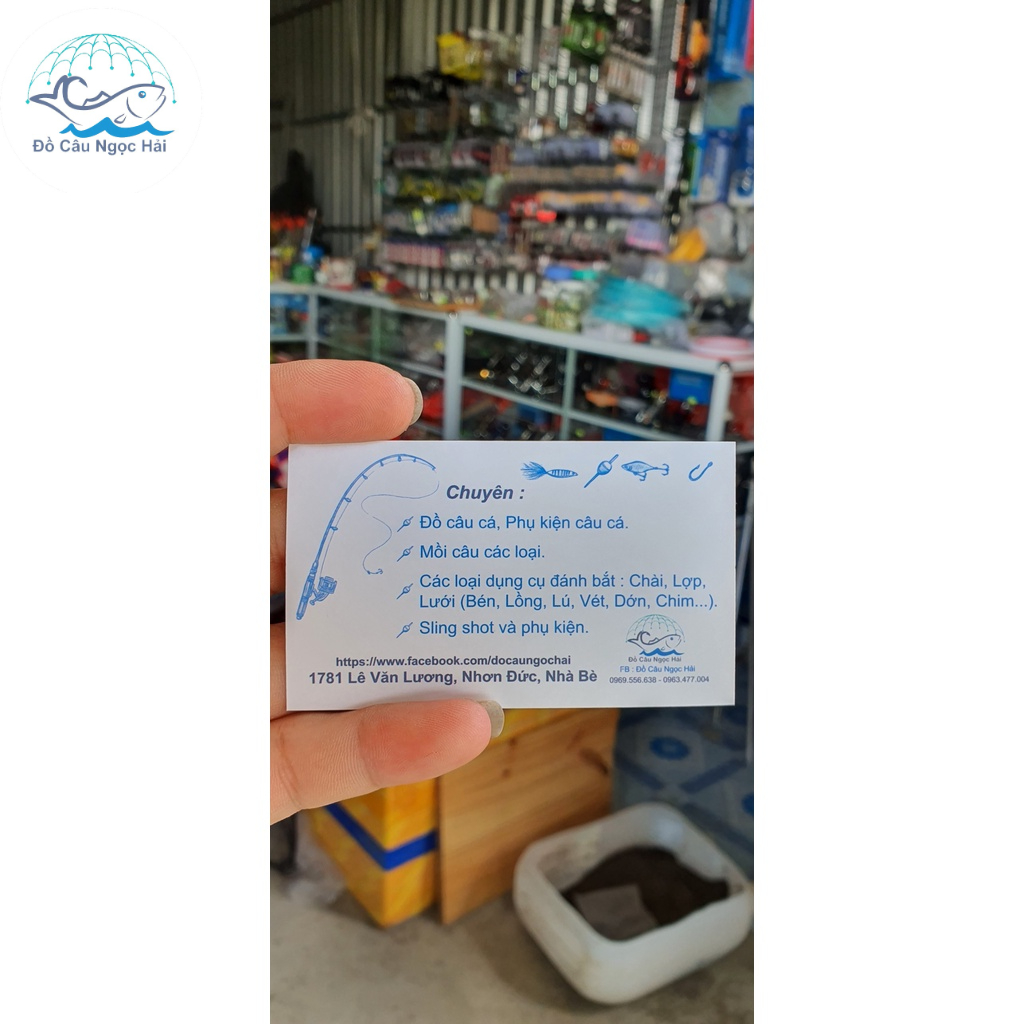 Đồ Câu Ngọc Hải
Chuyên :
Đồ câu cá, Phụ kiện câu cá.
Mồi câu các loại.
Các loại dụng cụ đánh bắt : Chài, Lợp,
Lưới (Bén, Lồng, Lú, Vét, Dớn, Chim...).
Sling shot và phụ kiện.
Đồ Câu Ngọc Hải
FB : Đồ Câu Ngọc Hải
0969.556.638 - 0963.477.004
https://www.facebook.com/docaungochai
1781 Lê Văn Lương, Nhơn Đức, Nhà Bè